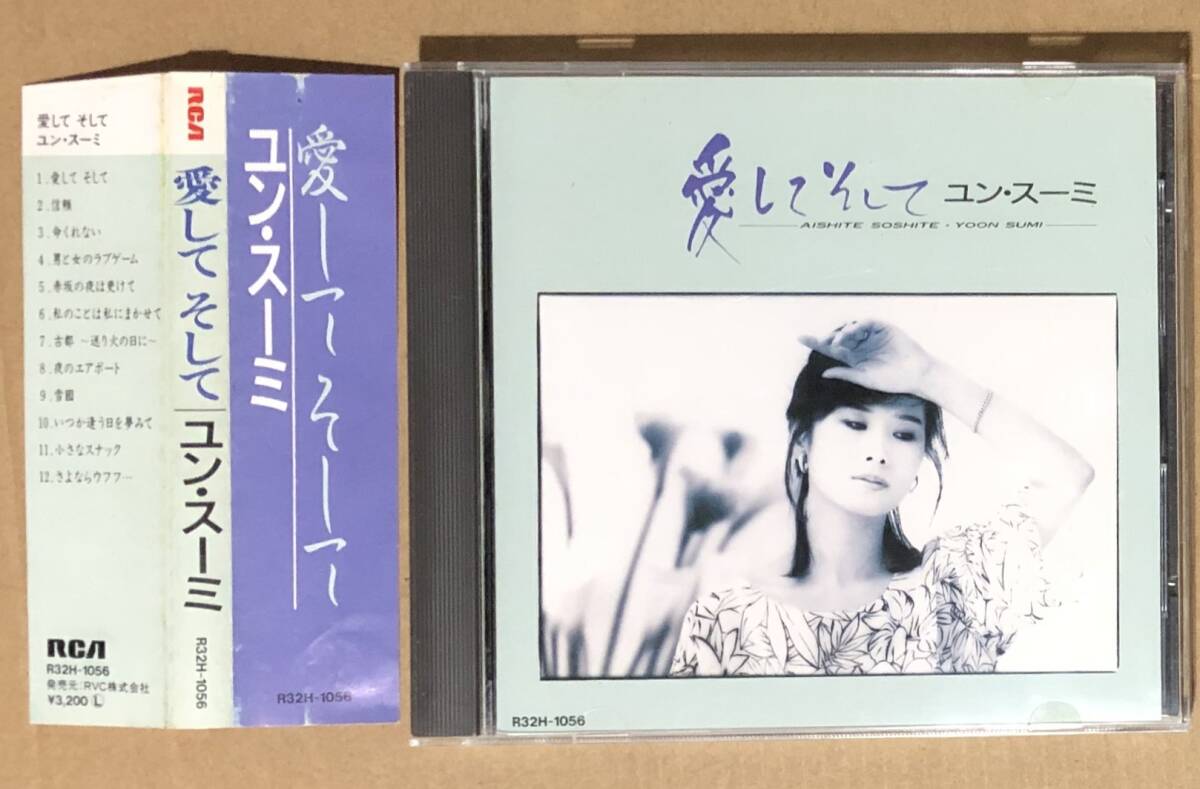 愛して そして
ユン・スーミ
1.愛して そして
2.信頼
3.命くれない
4.男と女のラブゲーム
5.赤坂の夜は更けて
6.私のことは私にまかせて
7.古都 〜送り火の日に〜
8.夜のエアポート
9.雪國
10.いつか逢う日を夢みて
11.小さなスナック
12.さよならウフフ…
RCA
R32H-1056
発売元:RVC株式会社
¥3,200 Ⓛ
RCA
愛して そして
ユン・スーミ
R32H-1056
愛して そして
ユン・スーミ
R32H-1056
愛して そして ユン・スーミ
AISHITE SOSHITE・YOON SUMI
R32H-1056